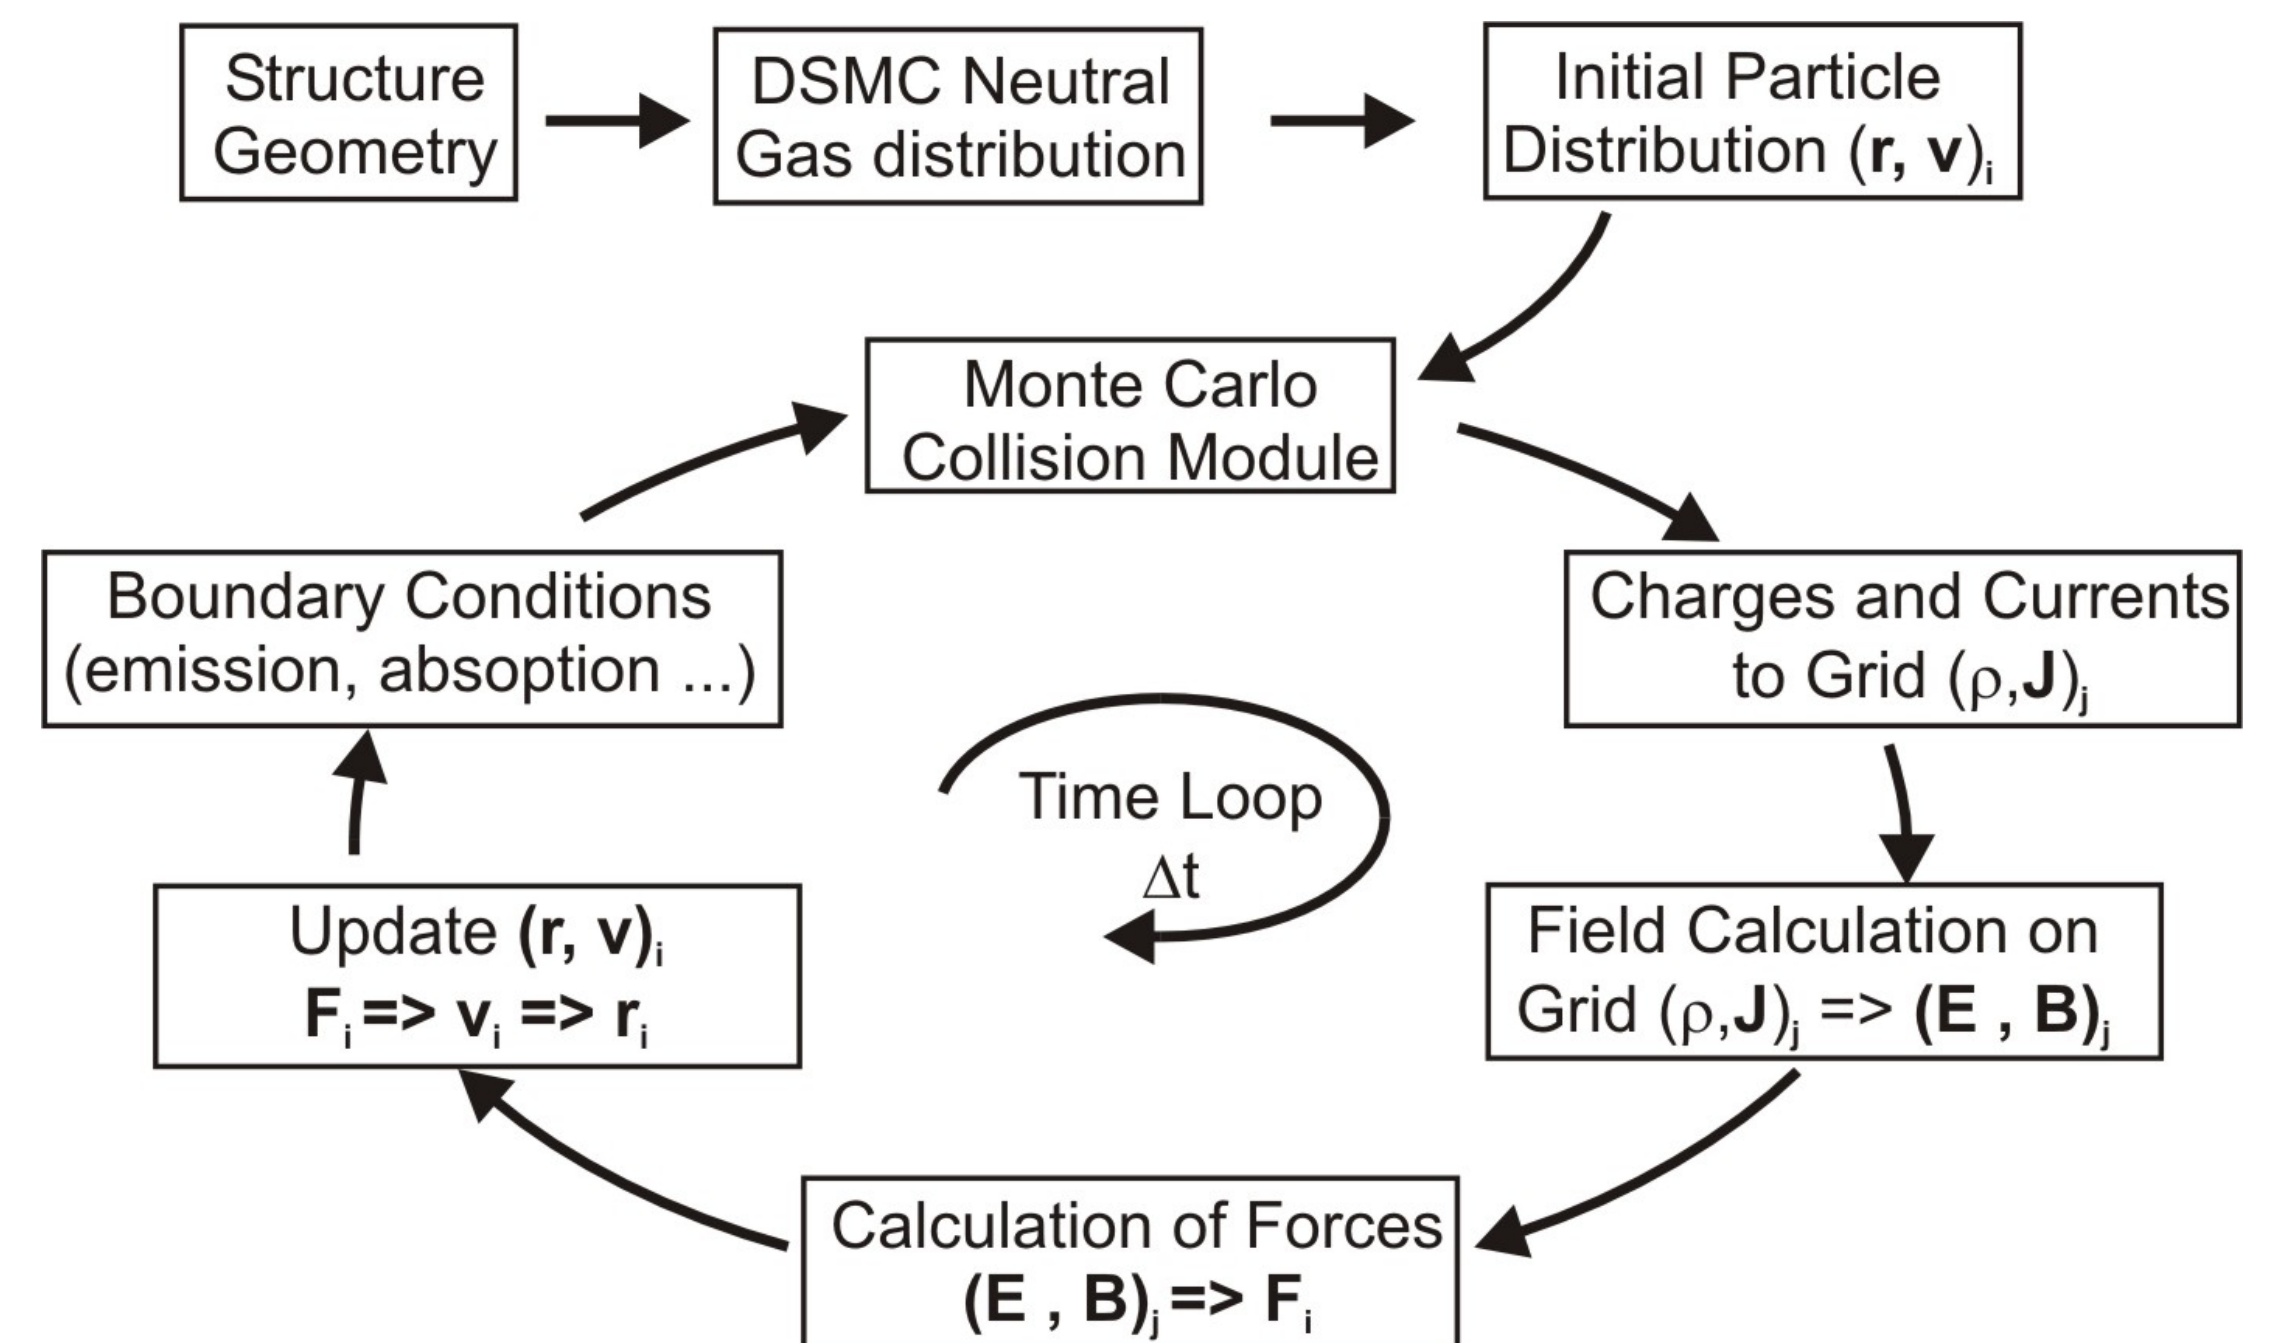 Structure
Geometry
DSMC Neutral
Gas distribution
Initial Particle
Distribution (r, v)i
Monte Carlo
Collision Module
Charges and Currents
to Grid (ρ,J)j
Field Calculation on
Grid (ρ,J)j => (E , B)j
Calculation of Forces
(E , B)j => Fi
Update (r, v)i
Fi => vi => ri
Boundary Conditions
(emission, absoption ...)
Time Loop
Δt